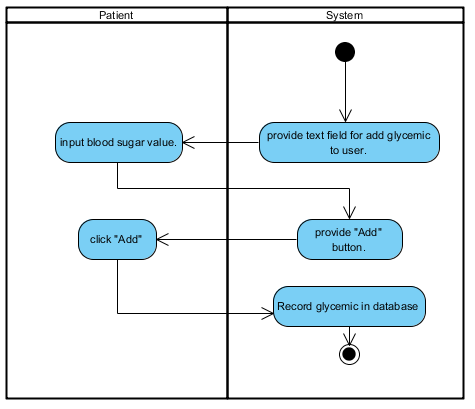 Patient
System
provide text field for add glycemic
to user.
input blood sugar value.
provide "Add"
button.
click "Add"
Record glycemic in database